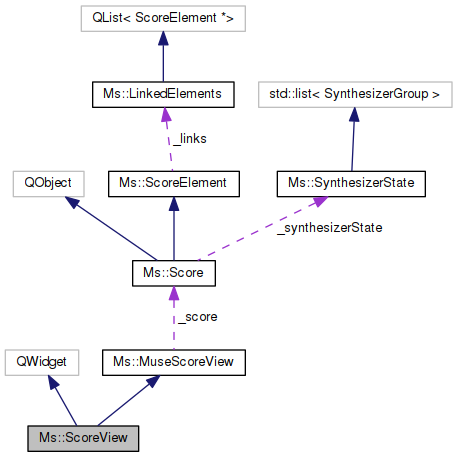 QList< ScoreElement *>
Ms::LinkedElements
std::list< SynthesizerGroup >
_links
QObject
Ms::ScoreElement
Ms::SynthesizerState
_synthesizerState
Ms::Score
_score
QWidget
Ms::MuseScoreView
Ms::ScoreView